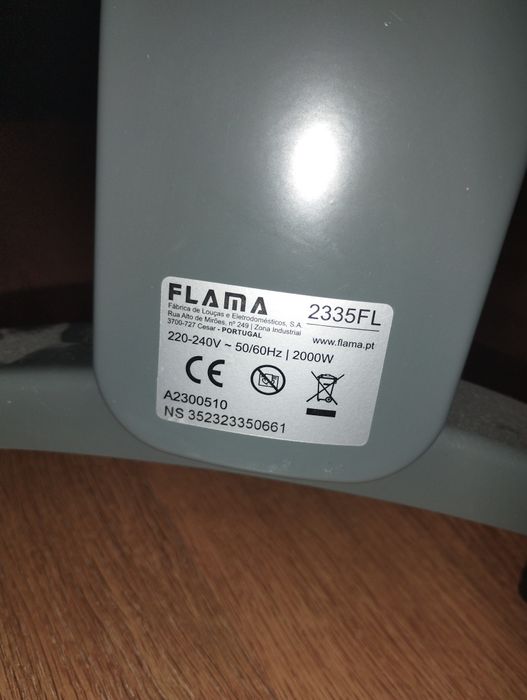 FLAMA
2335FL
Fábrica de Louças e Eletrodomésticos, S.A.
Rua Alto de Mirões, nº 249 | Zona Industrial
3700-727 Cesar - PORTUGAL
www.flama.pt
220-240V ~ 50/60Hz | 2000W
CE
A2300510
NS 352323350661